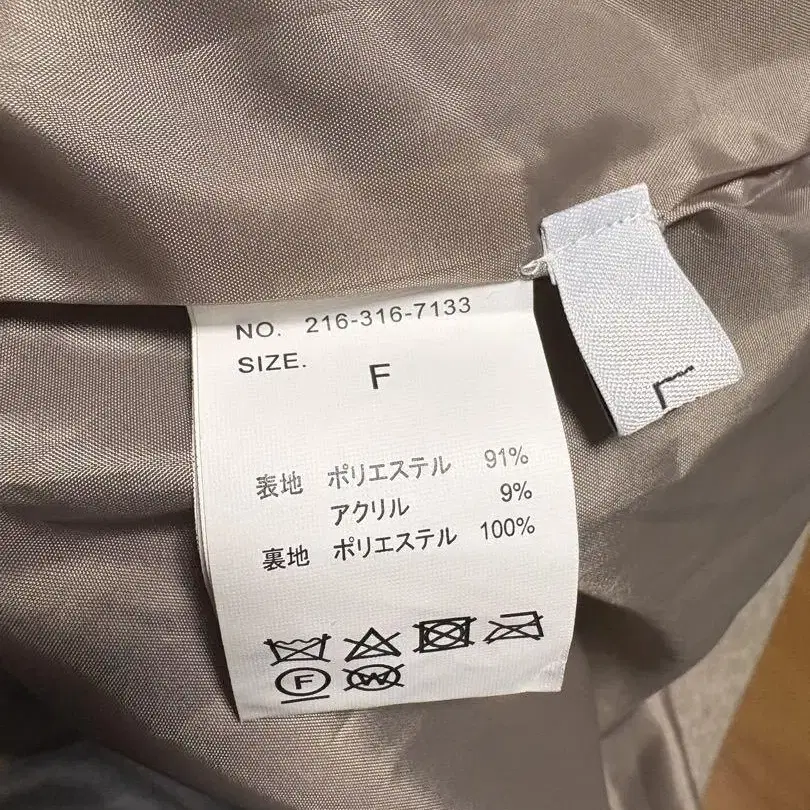 NO. 216-316-7133
SIZE.
F
表地 ポリエステル 91%
アクリル 9%
裏地 ポリエステル 100%
F
W
L